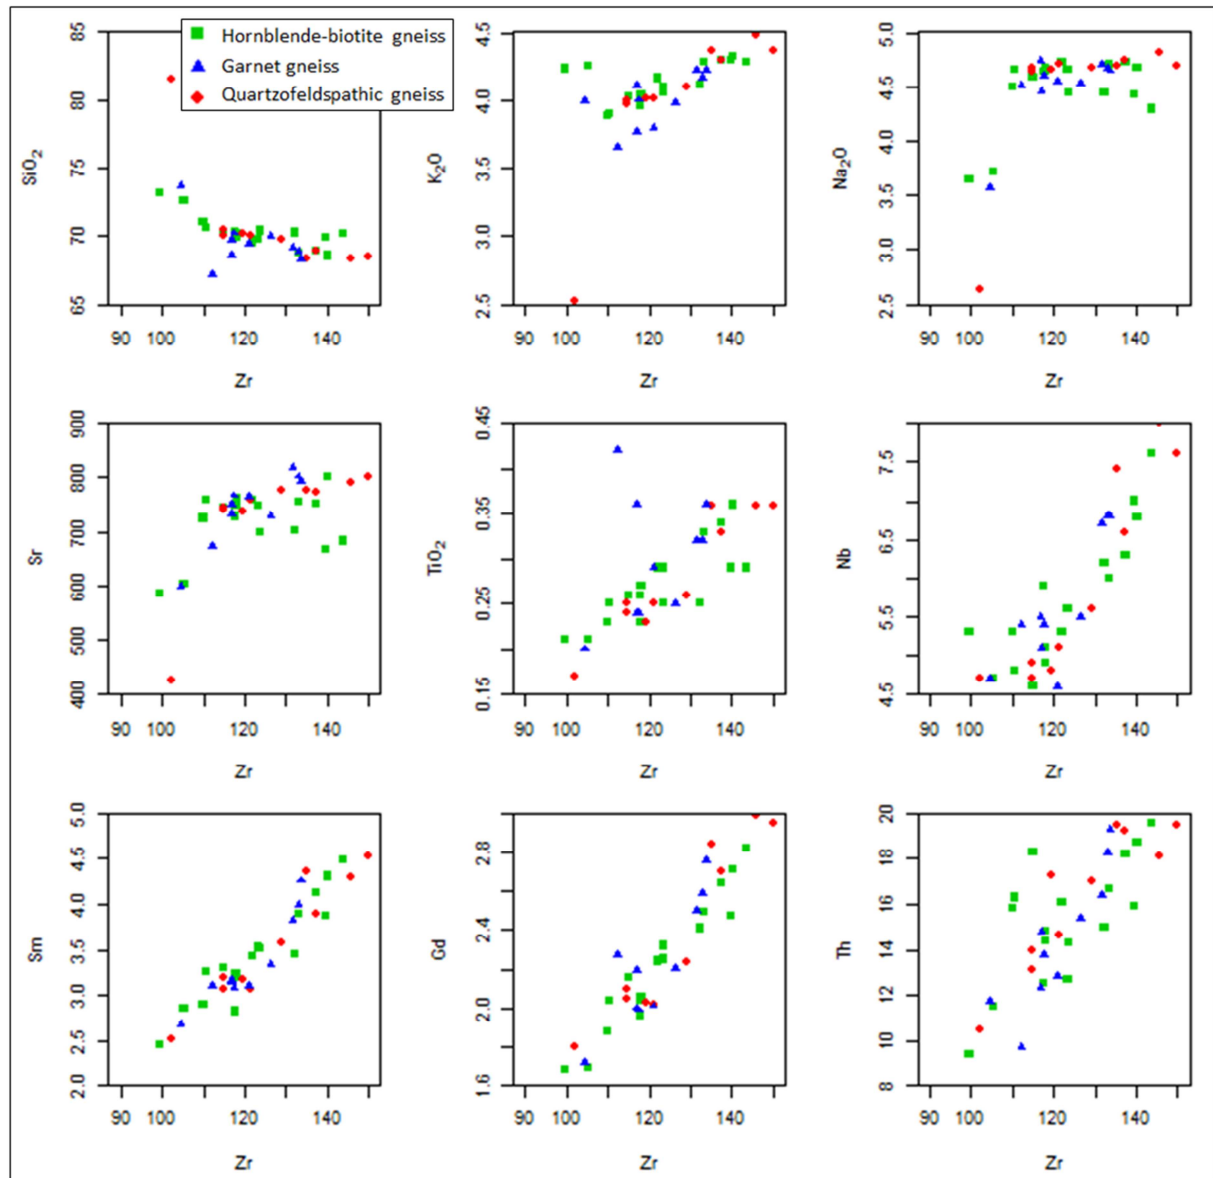 Hornblende-biotite gneiss
Garnet gneiss
Quartzofeldspathic gneiss
85
80
75
70
65
SiO2
90 100 120 140
Zr
4.5
4.0
3.5
3.0
2.5
K2O
90 100 120 140
Zr
5.0
4.5
4.0
3.5
3.0
2.5
Na2O
90 100 120 140
Zr
900
800
700
600
500
400
Sr
90 100 120 140
Zr
0.45
0.35
0.25
0.15
TiO2
90 100 120 140
Zr
7.5
6.5
5.5
4.5
Nb
90 100 120 140
Zr
5.0
4.5
4.0
3.5
3.0
2.5
2.0
Sm
90 100 120 140
Zr
2.8
2.4
2.0
1.6
Gd
90 100 120 140
Zr
20
18
16
14
12
10
8
Th
90 100 120 140
Zr